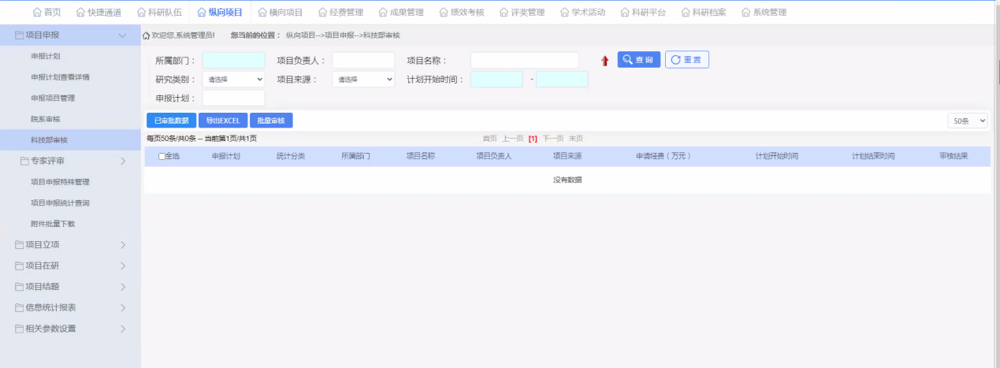 首页 快捷通道 科研队伍 纵向项目 横向项目 经费管理 成果管理 绩效考核 评奖管理 学术活动 科研平台 科研档案 系统管理
项目申报
申报计划
申报计划查看详情
申报项目管理
院系审核
科技部审核
专家评审
项目申报特殊管理
项目申报统计查询
附件批量下载
项目立项
项目在研
项目结题
信息统计报表
相关参数设置
欢迎您,系统管理员! 您当前的位置： 纵向项目-->项目申报-->科技部审核
所属部门： 项目负责人： 项目名称： 查询 重置
研究类别： 请选择 项目来源： 请选择 计划开始时间： -
申报计划：
已审批数据 导出EXCEL 批量审核 50条
每页50条/共0条 -- 当前第1页/共1页 首页 上一页 [1] 下一页 末页
全选 申报计划 统计分类 所属部门 项目名称 项目负责人 项目来源 申请经费（万元） 计划开始时间 计划结束时间 审核结果
没有数据